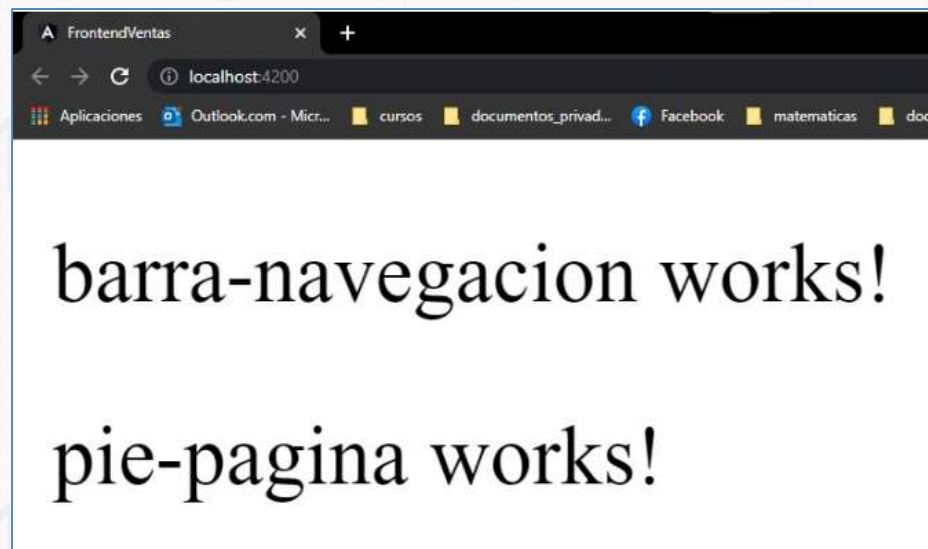 FrontendVentas
localhost:4200
Aplicaciones Outlook.com - Micr... cursos documentos_privad... Facebook matematicas
barra-navegacion works!
pie-pagina works!